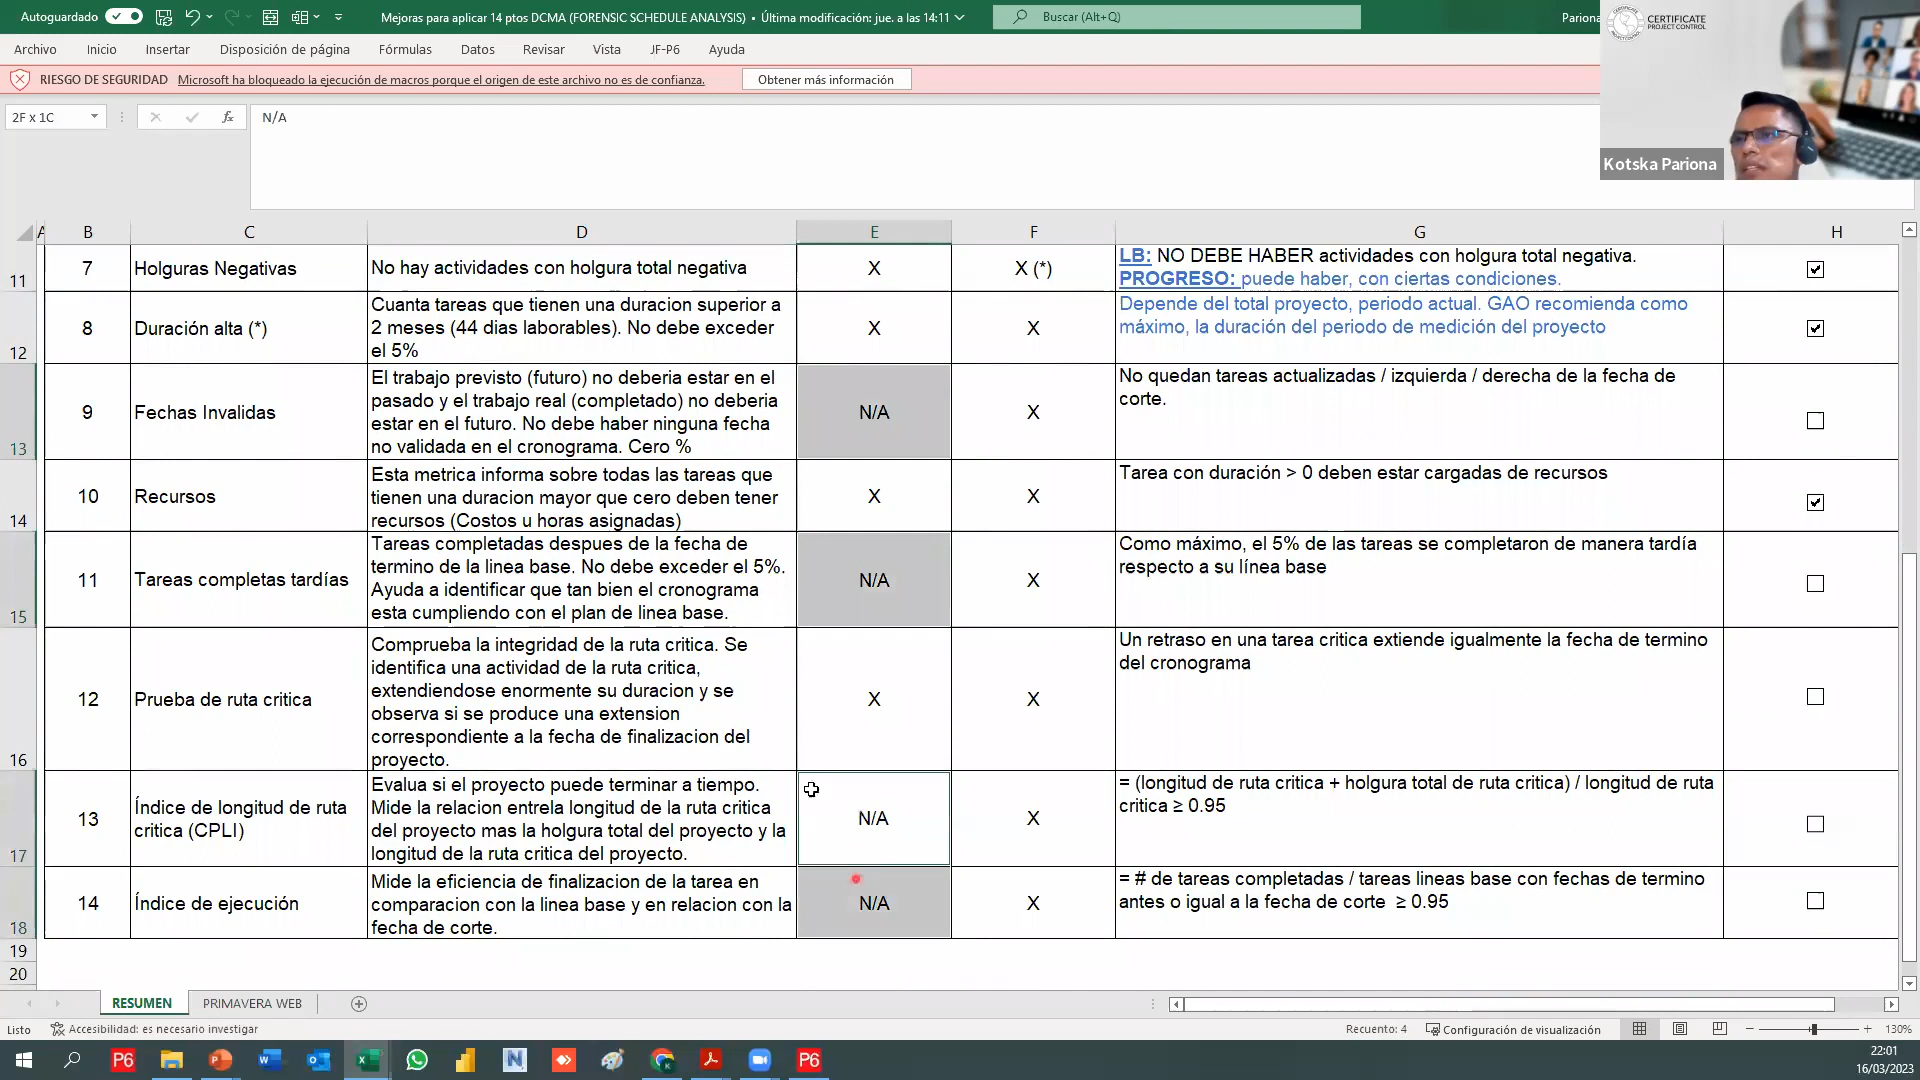 Autoguardado
Mejoras para aplicar 14 ptos DCMA (FORENSIC SCHEDULE ANALYSIS) • Última modificación: jue. a las 14:11
Buscar (Alt+Q)
Pariona
CERTIFICATE
PROJECT CONTROL
Archivo Inicio Insertar Disposición de página Fórmulas Datos Revisar Vista JF-P6 Ayuda
RIESGO DE SEGURIDAD Microsoft ha bloqueado la ejecución de macros porque el origen de este archivo no es de confianza. Obtener más información
2F x 1C
fx
N/A
Kotska Pariona
A B C D E F G H
11
7
Holguras Negativas
No hay actividades con holgura total negativa
X
X (*)
LB: NO DEBE HABER actividades con holgura total negativa.
PROGRESO: puede haber, con ciertas condiciones.
12
8
Duración alta (*)
Cuanta tareas que tienen una duracion superior a
2 meses (44 dias laborables). No debe exceder
el 5%
X
X
Depende del total proyecto, periodo actual. GAO recomienda como
máximo, la duración del periodo de medición del proyecto
13
9
Fechas Invalidas
El trabajo previsto (futuro) no deberia estar en el
pasado y el trabajo real (completado) no deberia
estar en el futuro. No debe haber ninguna fecha
no validada en el cronograma. Cero %
N/A
X
No quedan tareas actualizadas / izquierda / derecha de la fecha de
corte.
14
10
Recursos
Esta metrica informa sobre todas las tareas que
tienen una duracion mayor que cero deben tener
recursos (Costos u horas asignadas)
X
X
Tarea con duración > 0 deben estar cargadas de recursos
15
11
Tareas completas tardías
Tareas completadas despues de la fecha de
termino de la linea base. No debe exceder el 5%.
Ayuda a identificar que tan bien el cronograma
esta cumpliendo con el plan de linea base.
N/A
X
Como máximo, el 5% de las tareas se completaron de manera tardía
respecto a su línea base
16
12
Prueba de ruta critica
Comprueba la integridad de la ruta critica. Se
identifica una actividad de la ruta critica,
extendiendose enormemente su duracion y se
observa si se produce una extension
correspondiente a la fecha de finalizacion del
proyecto.
X
X
Un retraso en una tarea critica extiende igualmente la fecha de termino
del cronograma
17
13
Índice de longitud de ruta
critica (CPLI)
Evalua si el proyecto puede terminar a tiempo.
Mide la relacion entrela longitud de la ruta critica
del proyecto mas la holgura total del proyecto y la
longitud de la ruta critica del proyecto.
N/A
X
= (longitud de ruta critica + holgura total de ruta critica) / longitud de ruta
critica ≥ 0.95
18
14
Índice de ejecución
Mide la eficiencia de finalizacion de la tarea en
comparacion con la linea base y en relacion con la
fecha de corte.
N/A
X
= # de tareas completadas / tareas lineas base con fechas de termino
antes o igual a la fecha de corte ≥ 0.95
19
20
RESUMEN PRIMAVERA WEB
Listo Accesibilidad: es necesario investigar Recuento: 4 Configuración de visualización 130%
P6 P6
22:01
16/03/2023